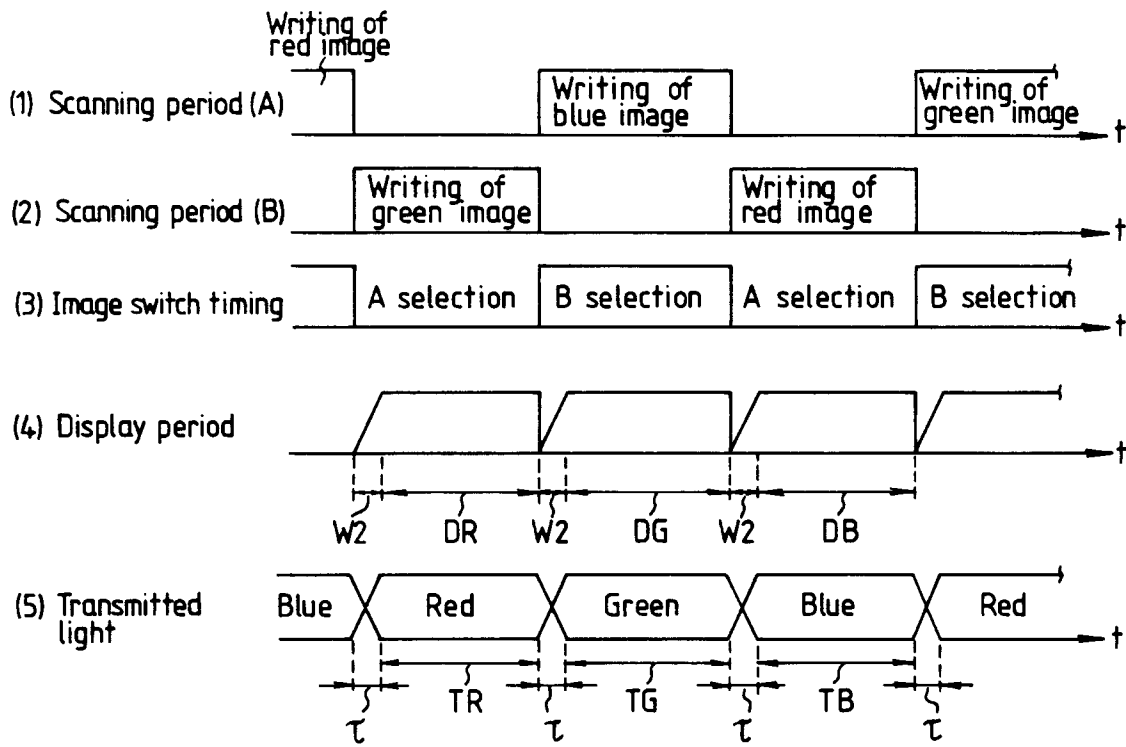 Writing of
red image
(1) Scanning period (A)
Writing of
blue image
Writing of
green image
t
(2) Scanning period (B)
Writing of
green image
Writing of
red image
t
(3) Image switch timing
A selection
B selection
A selection
B selection
t
(4) Display period
t
W2
DR
W2
DG
W2
DB
(5) Transmitted
light
Blue
Red
Green
Blue
Red
t
TR
TG
TB
τ
τ
τ
τ